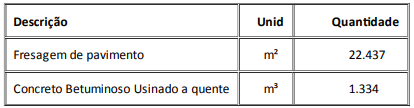 Descrição Unid Quantidade
Fresagem de pavimento m² 22.437
Concreto Betuminoso Usinado a quente m³ 1.334